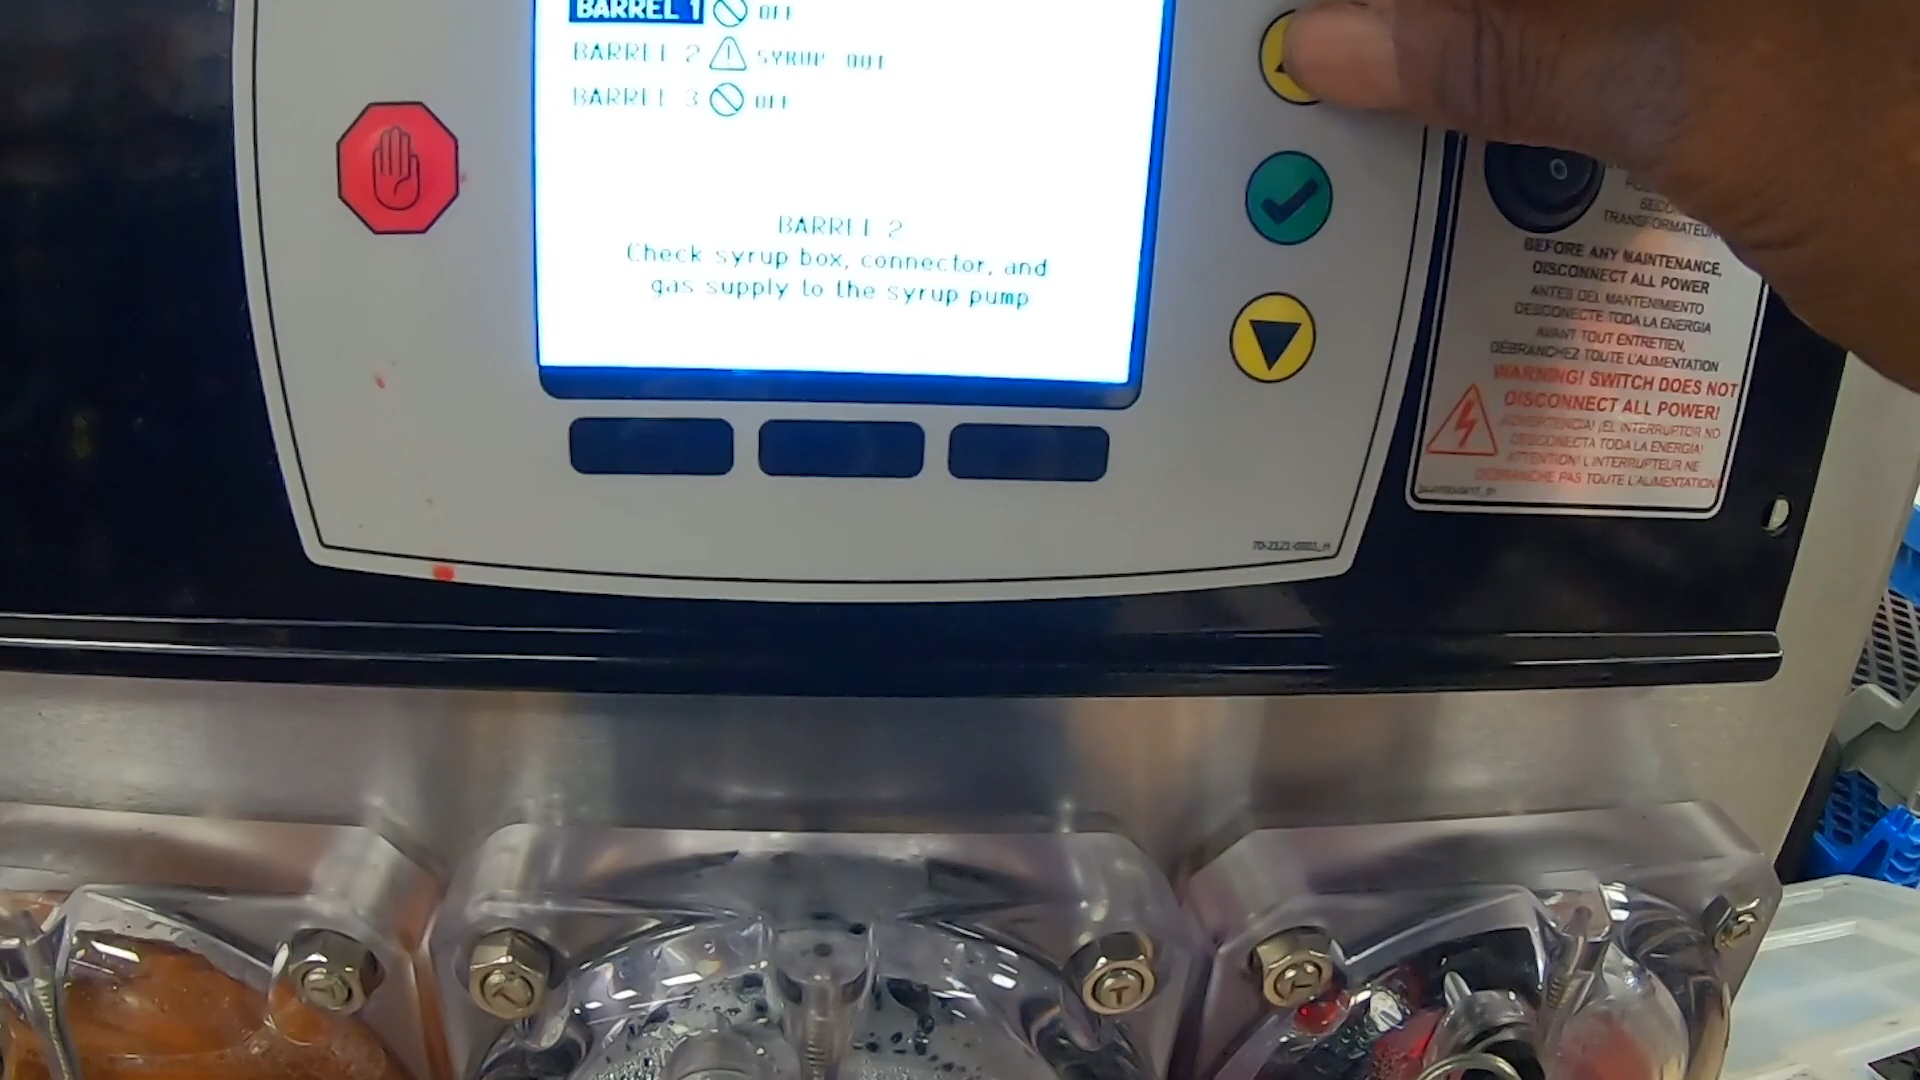 BARREL 1 OFF
BARREL 2 SYRUP OUT
BARREL 3 OFF
BARREL 2
Check syrup box, connector, and
gas supply to the syrup pump
TRANSFORMATEUR
BEFORE ANY MAINTENANCE,
DISCONNECT ALL POWER
ANTES DEL MANTENIMIENTO
DESCONECTE TODA LA ENERGIA
AVANT TOUT ENTRETIEN,
DÉBRANCHEZ TOUTE L'ALIMENTATION
WARNING! SWITCH DOES NOT
DISCONNECT ALL POWER!
¡ADVERTENCIA! ¡EL INTERRUPTOR NO
DESCONECTA TODA LA ENERGÍA!
ATTENTION! L'INTERRUPTEUR NE
DÉBRANCHE PAS TOUTE L'ALIMENTATION!